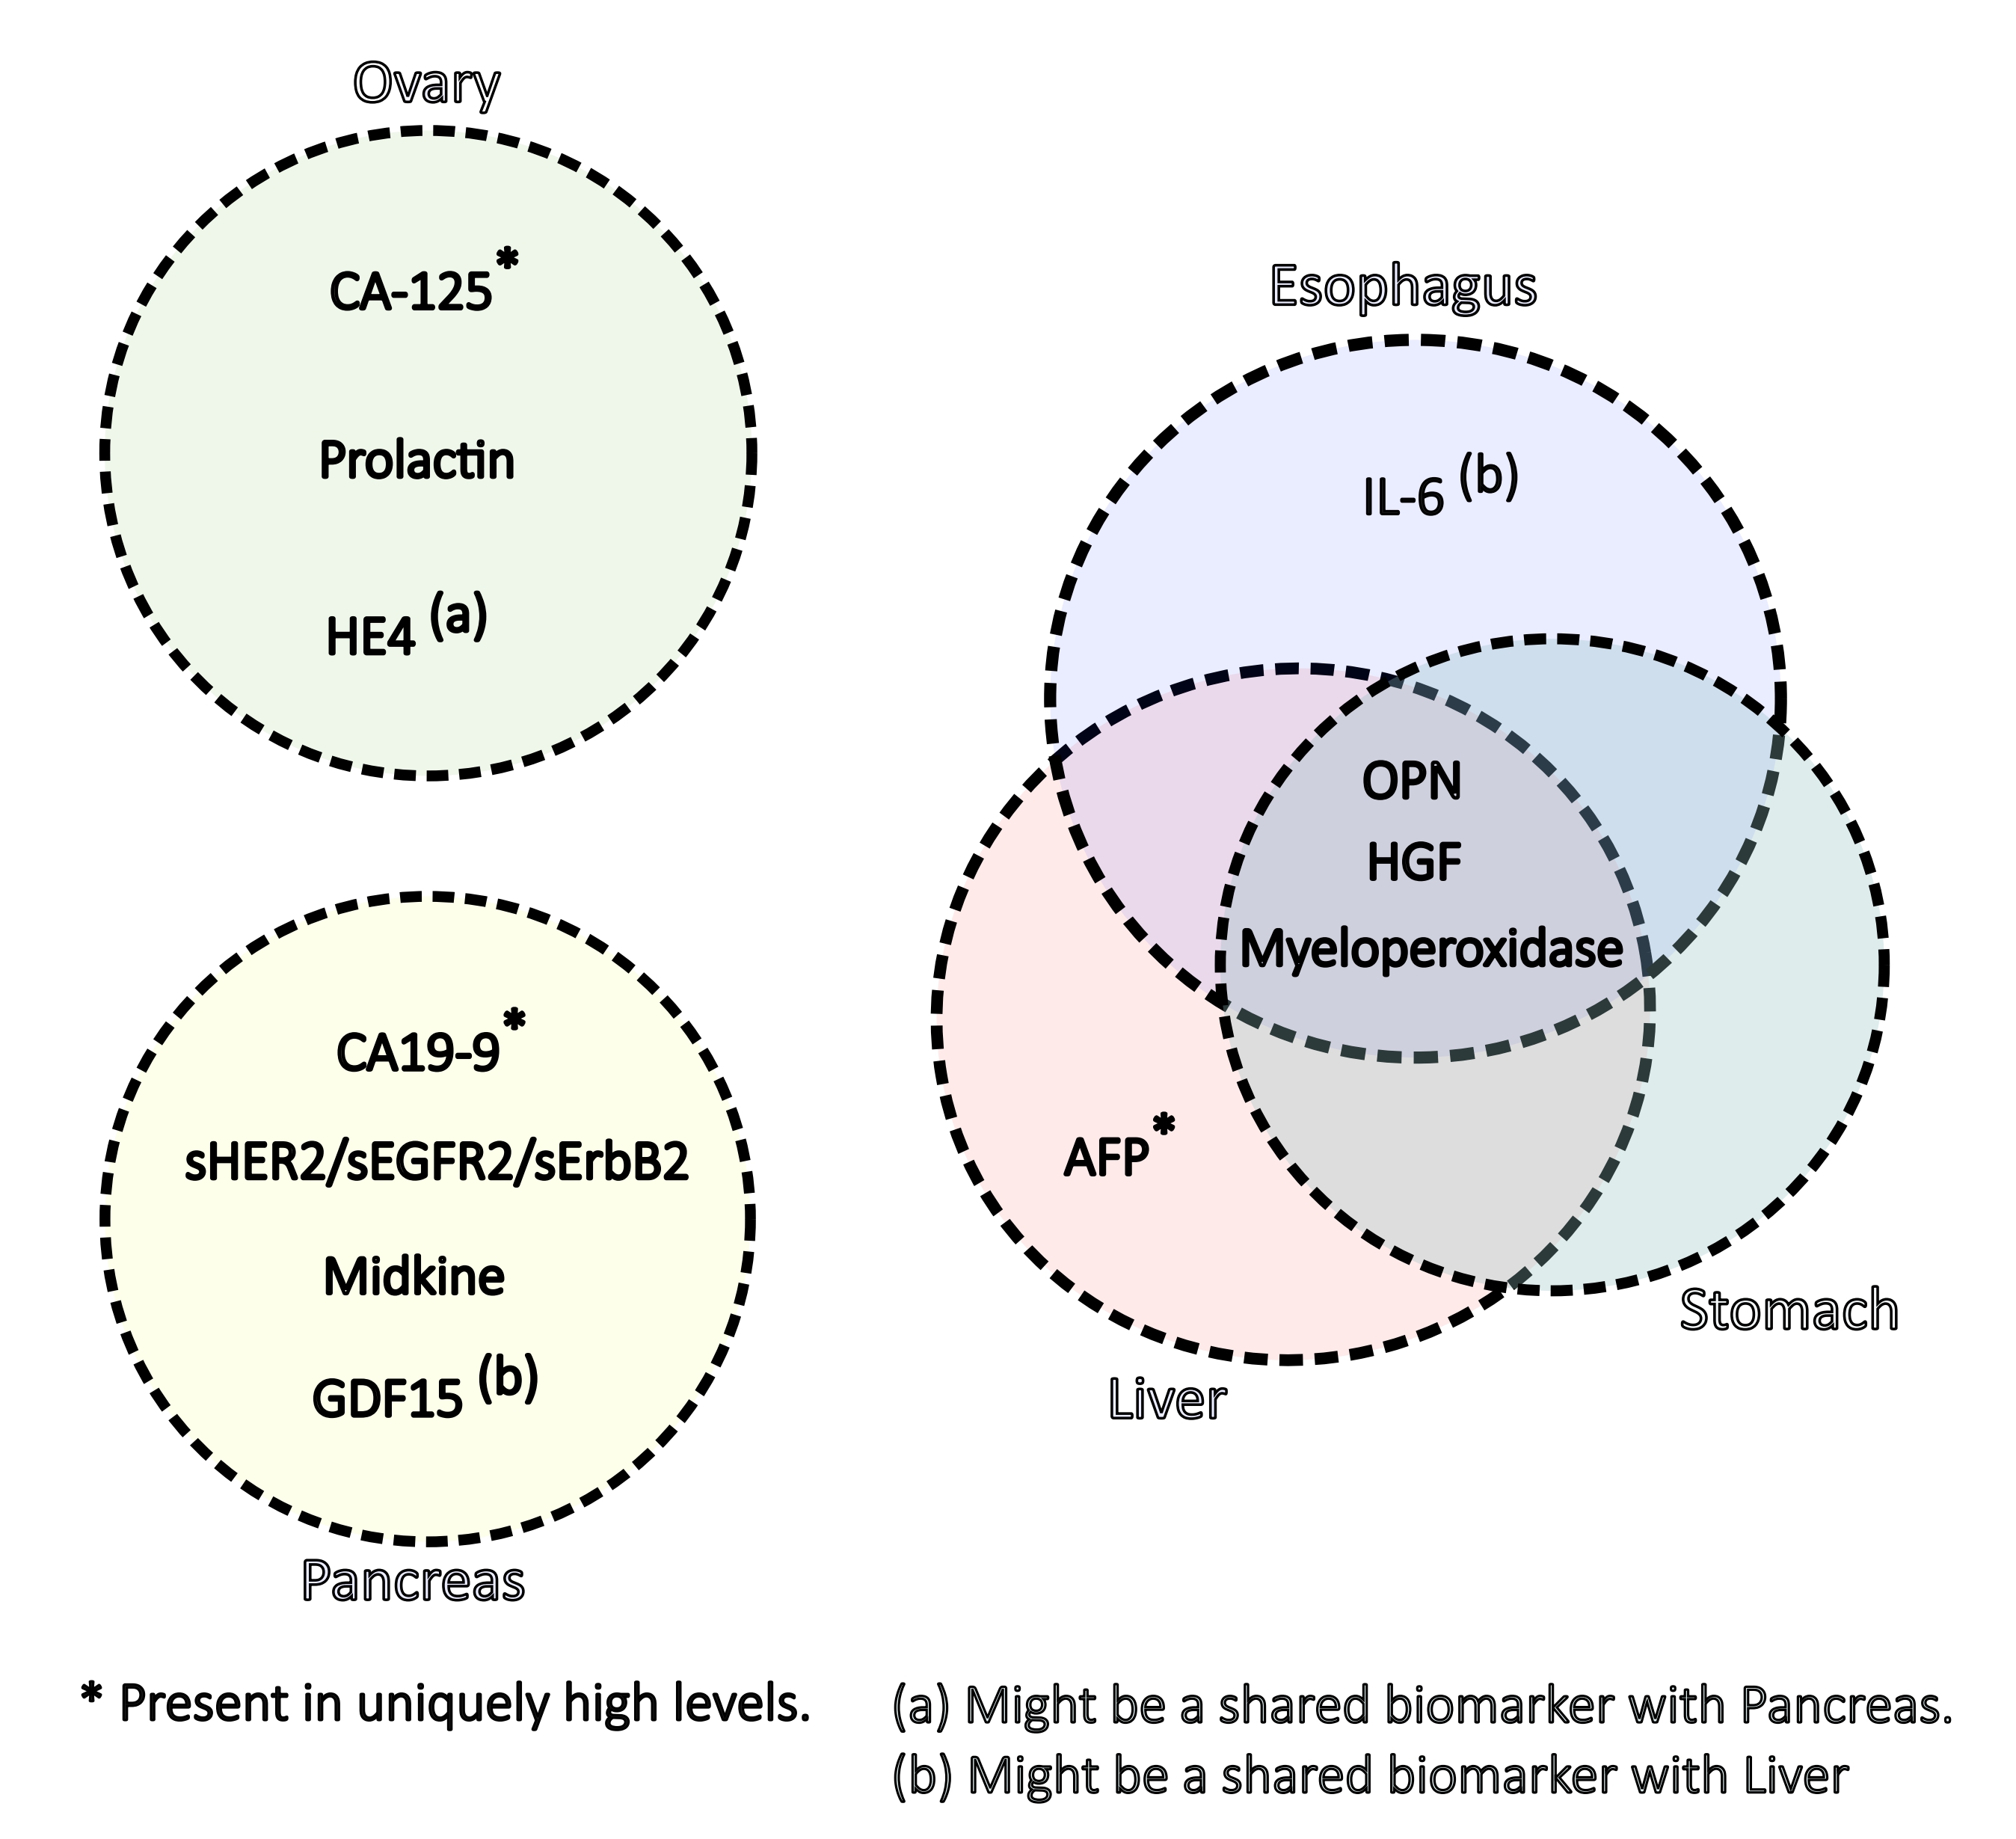 Ovary
CA-125*
Prolactin
HE4 (a)
Pancreas
CA19-9*
sHER2/sEGFR2/sErbB2
Midkine
GDF15 (b)
Esophagus
IL-6 (b)
OPN
HGF
Myeloperoxidase
AFP*
Liver
Stomach
* Present in uniquely high levels.
(a) Might be a shared biomarker with Pancreas.
(b) Might be a shared biomarker with Liver